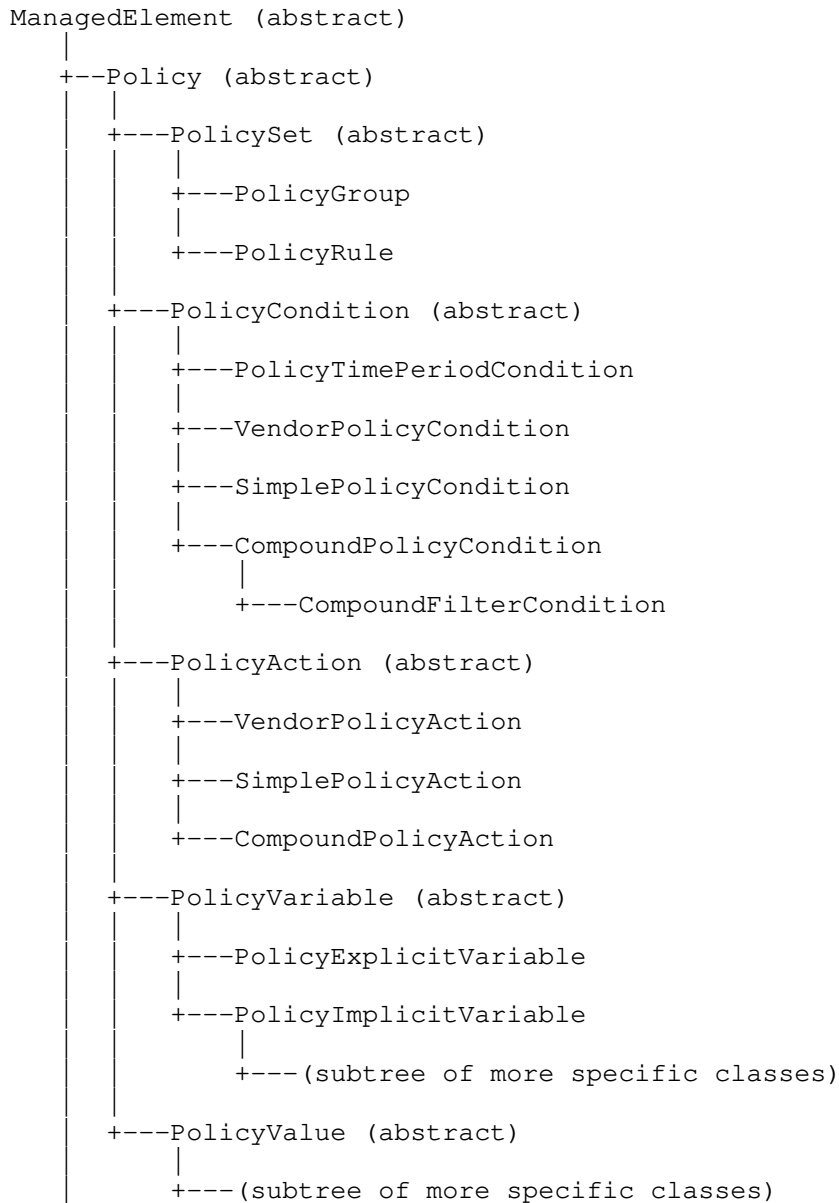 ManagedElement (abstract)
   |
   +--Policy (abstract)
   |  |
   |  +---PolicySet (abstract)
   |  |   |
   |  |   +---PolicyGroup
   |  |   |
   |  |   +---PolicyRule
   |  |
   |  +---PolicyCondition (abstract)
   |  |   |
   |  |   +---PolicyTimePeriodCondition
   |  |   |
   |  |   +---VendorPolicyCondition
   |  |   |
   |  |   +---SimplePolicyCondition
   |  |   |
   |  |   +---CompoundPolicyCondition
   |  |       |
   |  |       +---CompoundFilterCondition
   |  |
   |  +---PolicyAction (abstract)
   |  |   |
   |  |   +---VendorPolicyAction
   |  |   |
   |  |   +---SimplePolicyAction
   |  |   |
   |  |   +---CompoundPolicyAction
   |  |
   |  +---PolicyVariable (abstract)
   |  |   |
   |  |   +---PolicyExplicitVariable
   |  |   |
   |  |   +---PolicyImplicitVariable
   |  |       |
   |  |       +---(subtree of more specific classes)
   |  |
   |  +---PolicyValue (abstract)
   |      |
   |      +---(subtree of more specific classes)